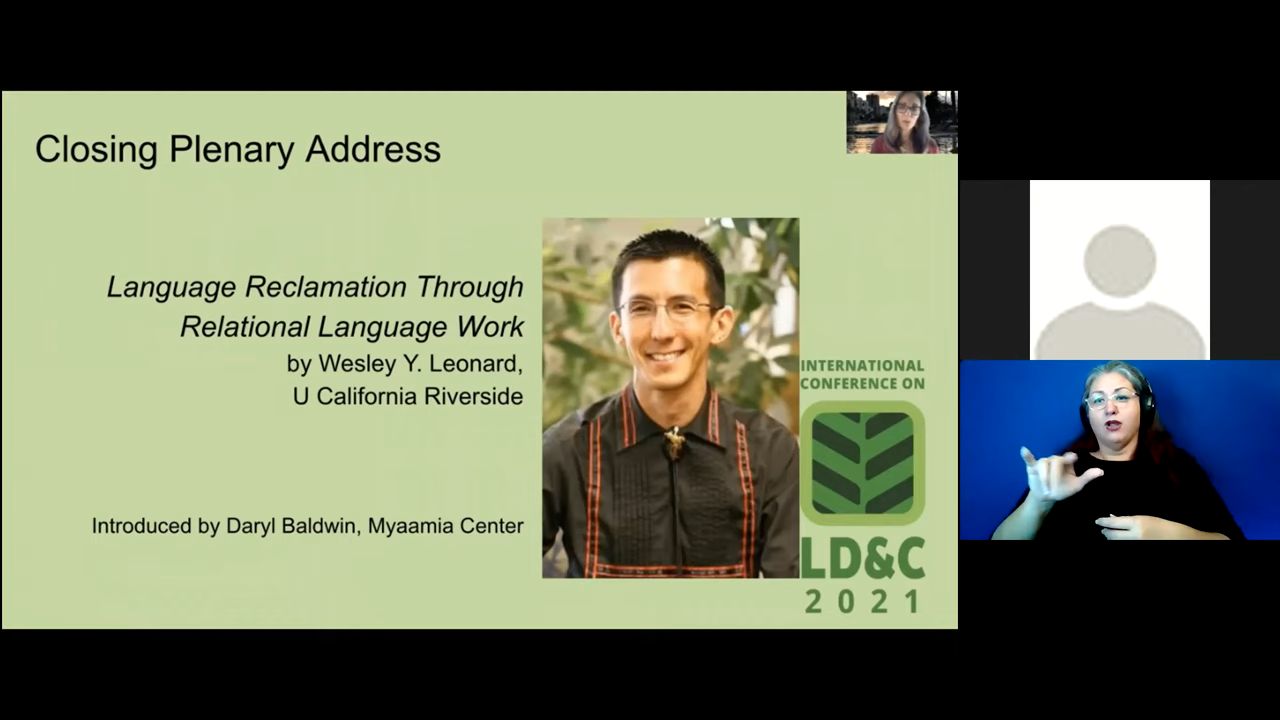 Closing Plenary Address
Language Reclamation Through
Relational Language Work
by Wesley Y. Leonard,
U California Riverside
Introduced by Daryl Baldwin, Myaamia Center
INTERNATIONAL
CONFERENCE ON
LD&C
2021